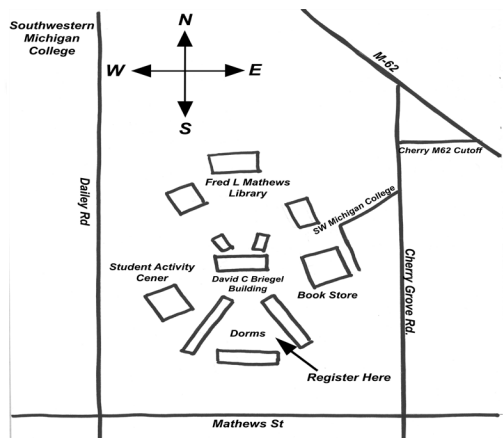 Southwestern
Michigan
College
N
W
E
S
M-62
Cherry M62 Cutoff
Fred L Mathews
Library
SW Michigan College
Dailey Rd
Student Activity
Cener
David C Briegel
Building
Book Store
Cherry Grove Rd.
Dorms
Register Here
Mathews St